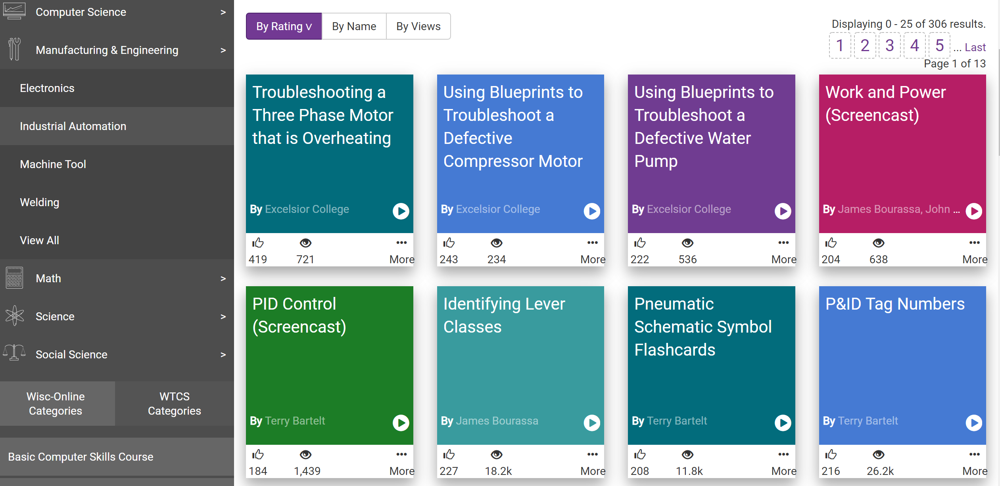 Computer Science >
Manufacturing & Engineering >
Electronics
Industrial Automation
Machine Tool
Welding
View All
Math >
Science >
Social Science >
Wisc-Online
Categories
WTCS
Categories
Basic Computer Skills Course
By Rating V
By Name
By Views
Displaying 0 - 25 of 306 results.
1 2 3 4 5 ... Last
Page 1 of 13
Troubleshooting a
Three Phase Motor
that is Overheating
By Excelsior College
419 721 More
Using Blueprints to
Troubleshoot a
Defective
Compressor Motor
By Excelsior College
243 234 More
Using Blueprints to
Troubleshoot a
Defective Water
Pump
By Excelsior College
222 536 More
Work and Power
(Screencast)
By James Bourassa, John ...
204 638 More
PID Control
(Screencast)
By Terry Bartelt
184 1,439 More
Identifying Lever
Classes
By James Bourassa
227 18.2k More
Pneumatic
Schematic Symbol
Flashcards
By Terry Bartelt
208 11.8k More
P&ID Tag Numbers
By Terry Bartelt
216 26.2k More